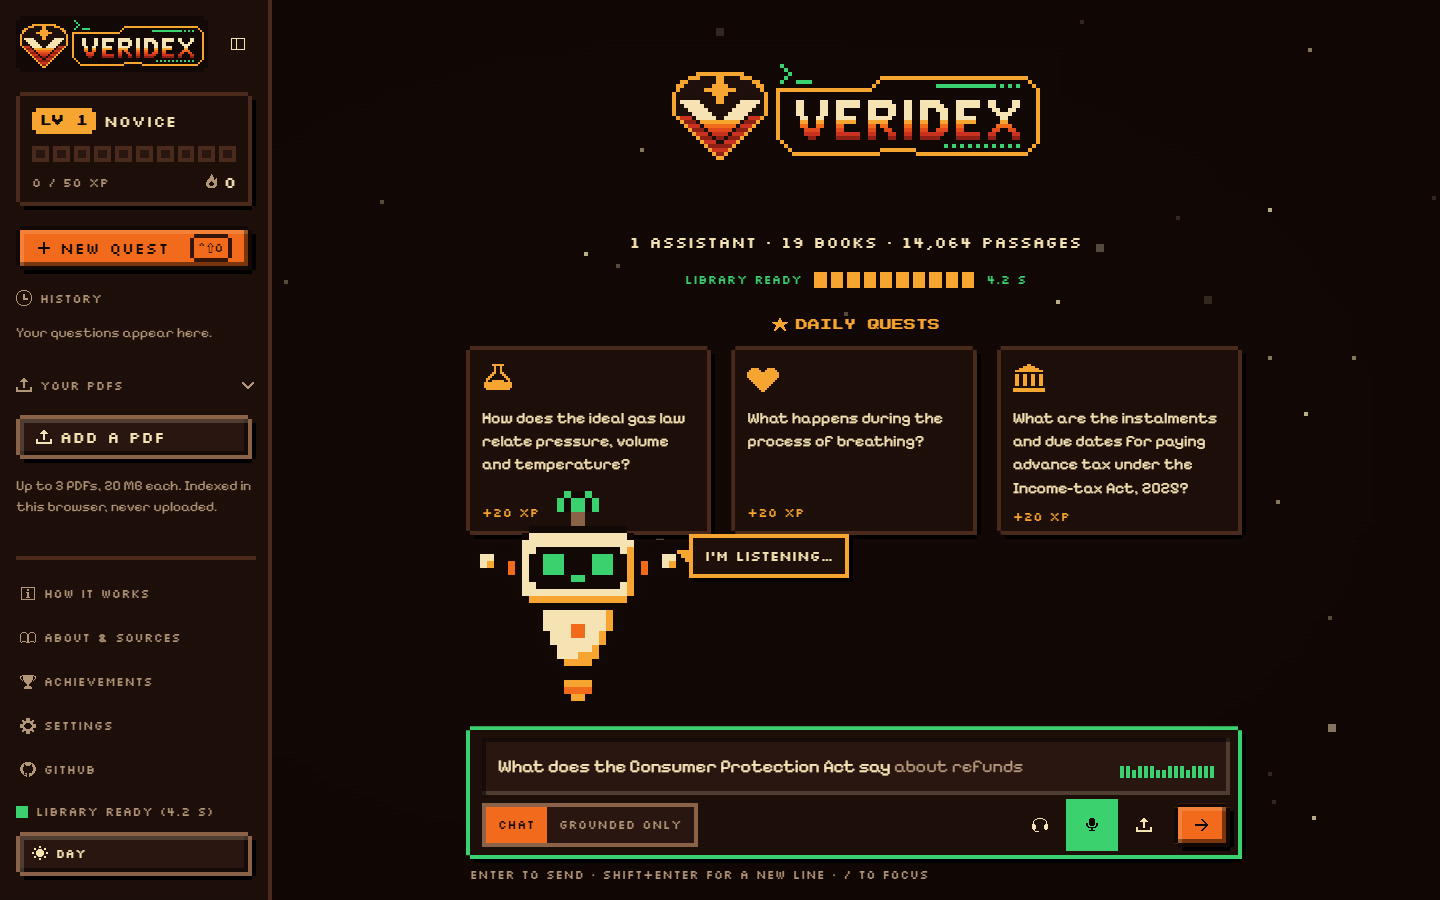 VERIDEX
LV 1 NOVICE
0 / 50 XP 0
+ NEW QUEST ^⇧O
HISTORY
Your questions appear here.
YOUR PDFS
ADD A PDF
Up to 3 PDFs, 20 MB each. Indexed in
this browser, never uploaded.
HOW IT WORKS
ABOUT & SOURCES
ACHIEVEMENTS
SETTINGS
GITHUB
LIBRARY READY (4.2 S)
DAY
>_
VERIDEX
1 ASSISTANT · 19 BOOKS · 14,064 PASSAGES
LIBRARY READY 4.2 S
★ DAILY QUESTS
How does the ideal gas law
relate pressure, volume
and temperature?
+20 XP
What happens during the
process of breathing?
+20 XP
What are the instalments
and due dates for paying
advance tax under the
Income-tax Act, 2025?
+20 XP
I'M LISTENING…
What does the Consumer Protection Act say about refunds
CHAT GROUNDED ONLY
ENTER TO SEND · SHIFT+ENTER FOR A NEW LINE · / TO FOCUS